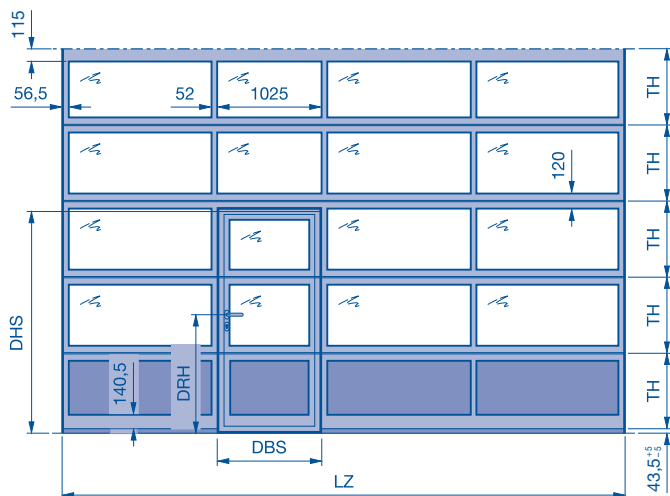 115
56,5
52
1025
TH
TH
120
TH
DHS
TH
DRH
140,5
TH
DBS
LZ
43,5 +5 -5